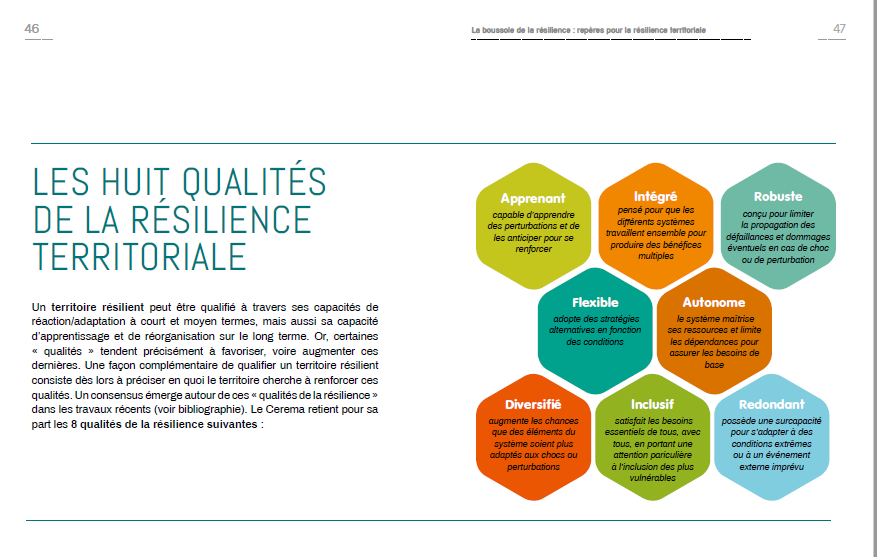 46
La boussole de la résilience : repères pour la résilience territoriale
47
LES HUIT QUALITÉS
DE LA RÉSILIENCE
TERRITORIALE
Un territoire résilient peut être qualifié à travers ses capacités de
réaction/adaptation à court et moyen termes, mais aussi sa capacité
d'apprentissage et de réorganisation sur le long terme. Or, certaines
« qualités » tendent précisément à favoriser, voire augmenter ces
dernières. Une façon complémentaire de qualifier un territoire résilient
consiste dès lors à préciser en quoi le territoire cherche à renforcer ces
qualités. Un consensus émerge autour de ces « qualités de la résilience »
dans les travaux récents (voir bibliographie). Le Cerema retient pour sa
part les 8 qualités de la résilience suivantes :
Apprenant
capable d'apprendre
des perturbations et de
les anticiper pour se
renforcer
Intégré
pensé pour que les
différents systèmes
travaillent ensemble pour
produire des bénéfices
multiples
Robuste
conçu pour limiter
la propagation des
défaillances et dommages
éventuels en cas de choc
ou de perturbation
Flexible
adopte des stratégies
alternatives en fonction
des conditions
Autonome
le système maîtrise
ses ressources et limite
les dépendances pour
assurer les besoins de
base
Diversifié
augmente les chances
que des éléments du
système soient plus
adaptés aux chocs ou
perturbations
Inclusif
satisfait les besoins
essentiels de tous, avec
tous, en portant une
attention pariculière
à l'inclusion des plus
vulnérables
Redondant
possède une surcapacité
pour s'adapter à des
conditions extrêmes
ou à un événement
externe imprévu